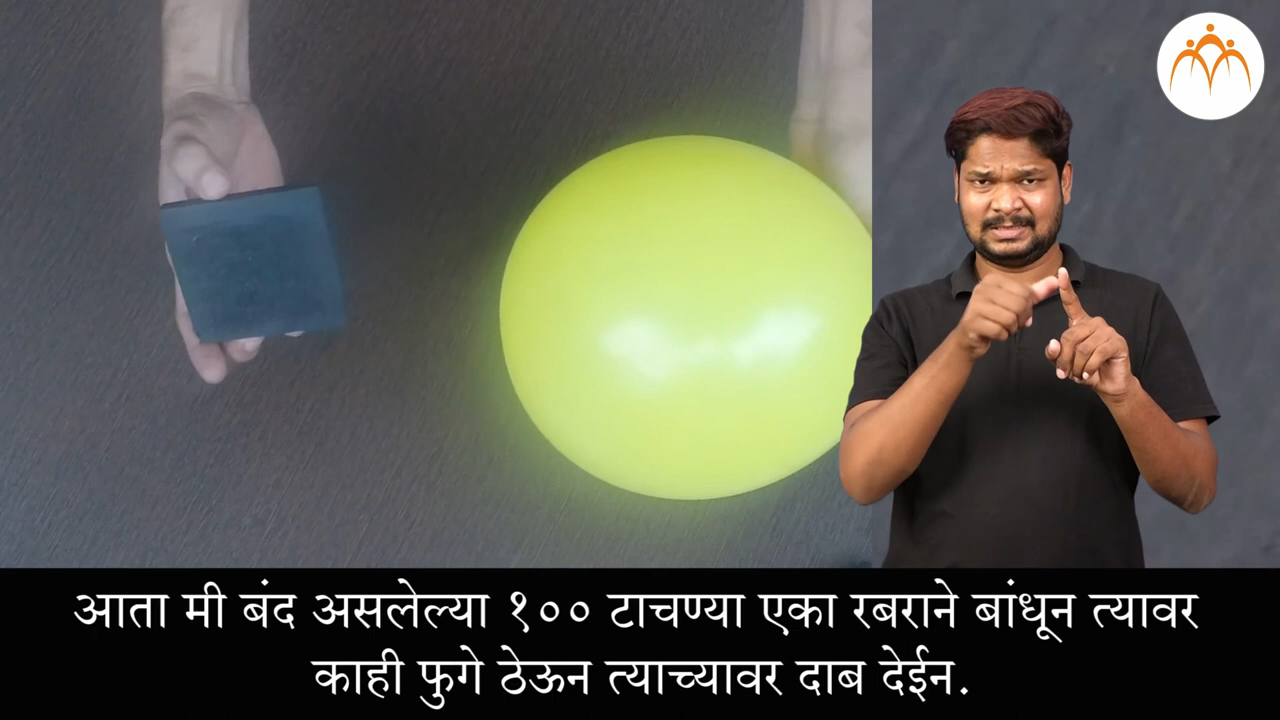 आता मी बंद असलेल्या १०० टाचण्या एका रबराने बांधून त्यावर
काही फुगे ठेऊन त्याच्यावर दाब देईन.